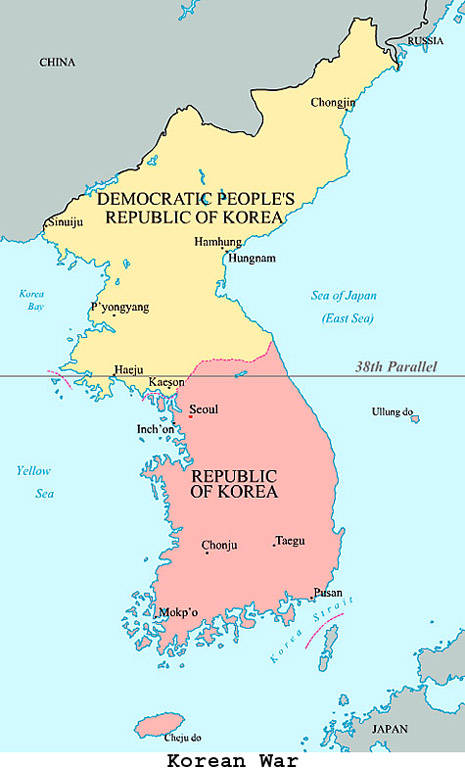 RUSSIA
CHINA
Chongjin
DEMOCRATIC PEOPLE'S
REPUBLIC OF KOREA
Sinuiju
Hamhung
Hungnam
Korea
Bay
Sea of Japan
(East Sea)
P'yongyang
38th Parallel
Haeju
Kaeson
Seoul
Ullung do
Inch'on
Yellow
Sea
REPUBLIC
OF KOREA
Chonju
Taegu
Pusan
Mokp'o
Korea Strait
JAPAN
Cheju do
Korean War